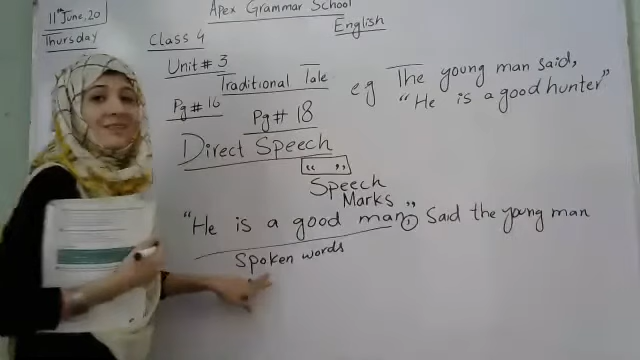 Apex Grammar School
11th June, 20
Thursday
English
Class 4
Unit # 3
Traditional Tale
Pg # 16
Pg # 18
e.g The young man said,
"He is a good hunter"
Direct Speech
" "
Speech
Marks
"He is a good man," Said the young man
Spoken words